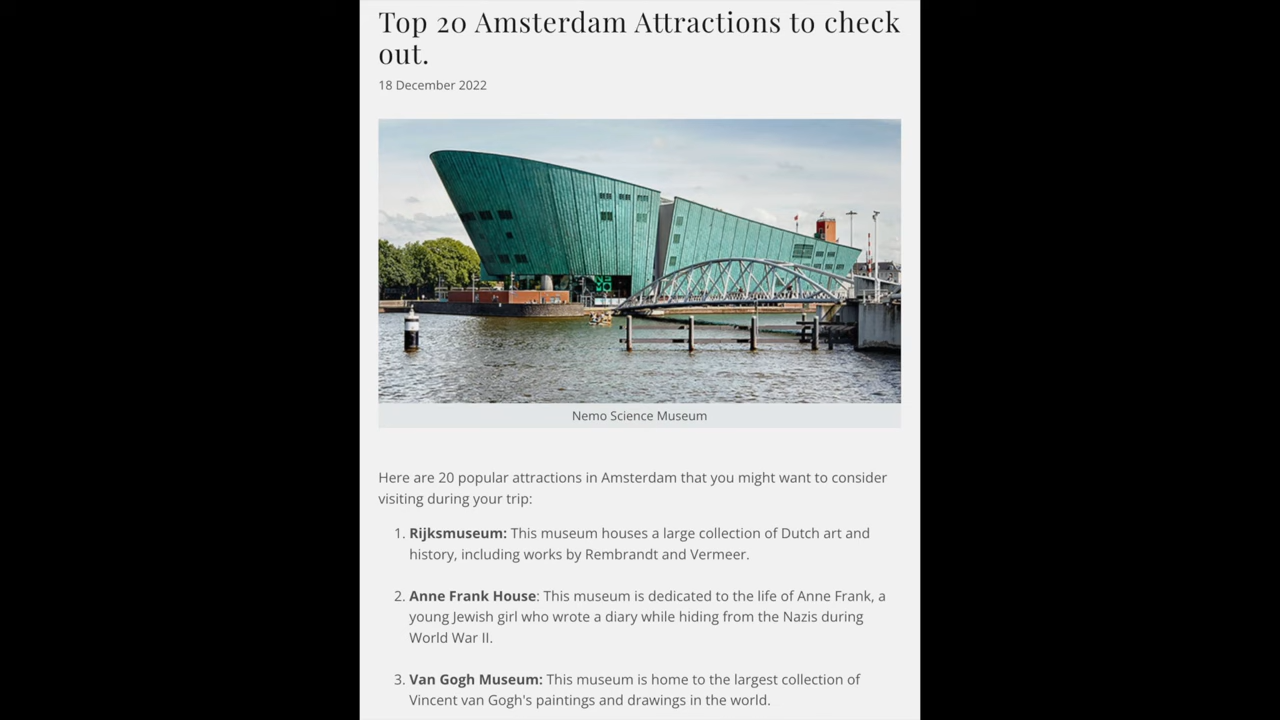 Top 20 Amsterdam Attractions to check
out.
18 December 2022
Nemo Science Museum
Here are 20 popular attractions in Amsterdam that you might want to consider
visiting during your trip:
1. Rijksmuseum: This museum houses a large collection of Dutch art and
history, including works by Rembrandt and Vermeer.
2. Anne Frank House: This museum is dedicated to the life of Anne Frank, a
young Jewish girl who wrote a diary while hiding from the Nazis during
World War II.
3. Van Gogh Museum: This museum is home to the largest collection of
Vincent van Gogh's paintings and drawings in the world.